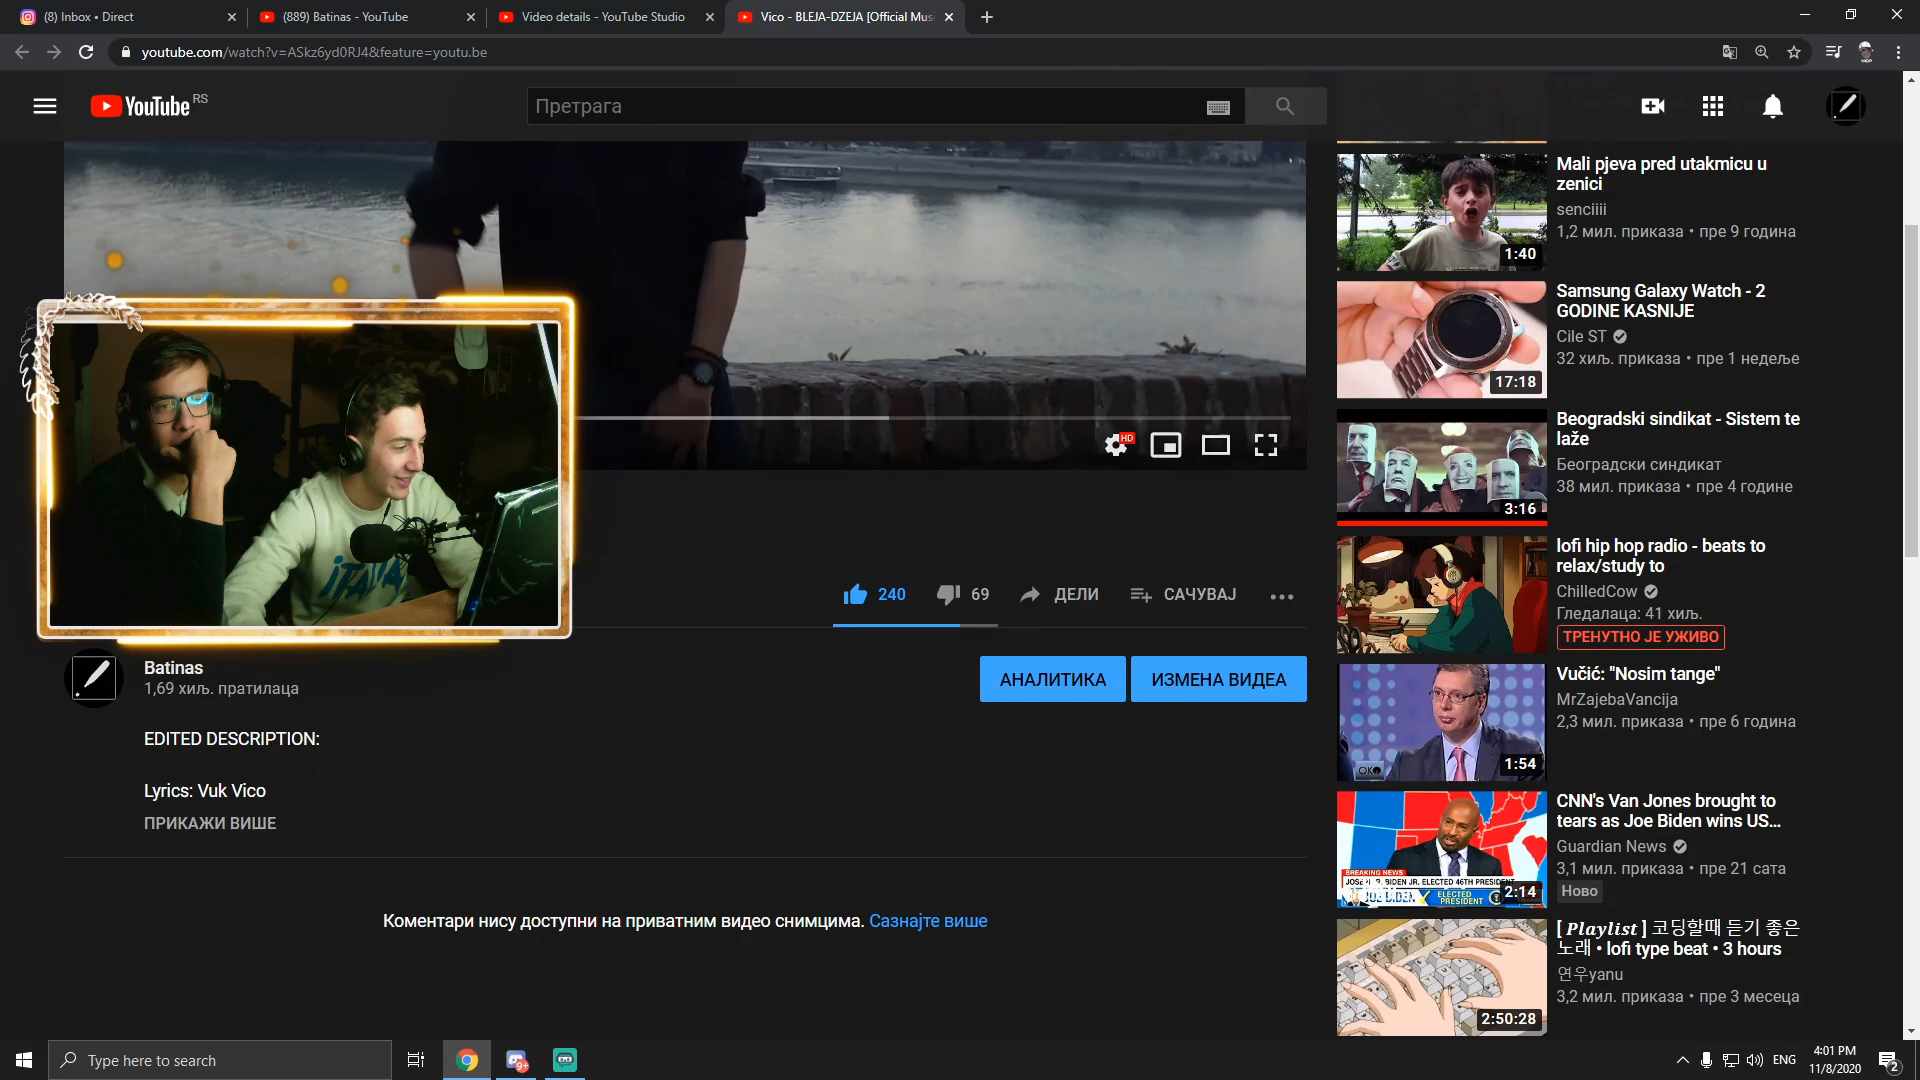 (8) Inbox • Direct
(889) Batinas - YouTube
Video details - YouTube Studio
Vico - BLEJA-DZEJA [Official Mus
youtube.com/watch?v=ASkz6yd0RJ4&feature=youtu.be
YouTube RS
Претрага
HD
240
69
ДЕЛИ
САЧУВАЈ
Batinas
1,69 хиљ. пратилаца
АНАЛИТИКА
ИЗМЕНА ВИДЕА
EDITED DESCRIPTION:
Lyrics: Vuk Vico
ПРИКАЖИ ВИШЕ
Коментари нису доступни на приватним видео снимцима. Сазнајте више
1:40
Mali pjeva pred utakmicu u
zenici
senciiii
1,2 мил. приказа • пре 9 година
17:18
Samsung Galaxy Watch - 2
GODINE KASNIJE
Cile ST
32 хиљ. приказа • пре 1 недеље
3:16
Beogradski sindikat - Sistem te
laže
Београдски синдикат
38 мил. приказа • пре 4 године
lofi hip hop radio - beats to
relax/study to
ChilledCow
Гледалаца: 41 хиљ.
ТРЕНУТНО ЈЕ УЖИВО
OKO
1:54
Vučić: "Nosim tange"
MrZajebaVancija
2,3 мил. приказа • пре 6 година
BREAKING NEWS
ELECTED
PRESIDENT
2:14
CNN's Van Jones brought to
tears as Joe Biden wins US...
Guardian News
3,1 мил. приказа • пре 21 сата
Ново
2:50:28
[ Playlist ] 코딩할때 듣기 좋은
노래 • lofi type beat • 3 hours
연우yanu
3,2 мил. приказа • пре 3 месеца
ITALIA
Type here to search
9+
ENG
4:01 PM
11/8/2020
2